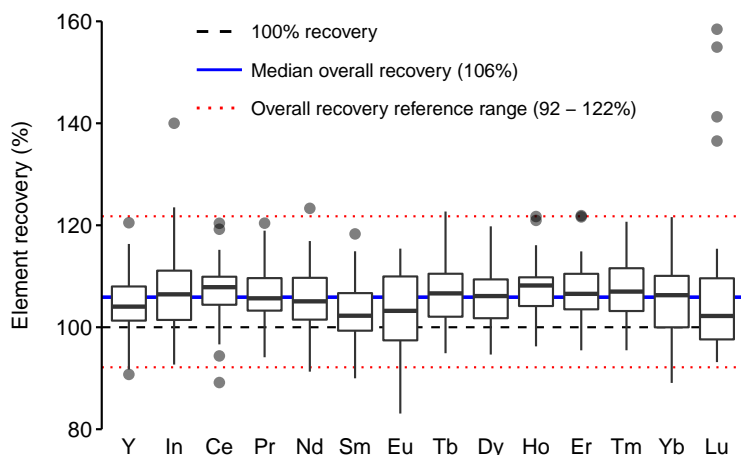 160
140
120
100
80
Element recovery (%)
100% recovery
Median overall recovery (106%)
Overall recovery reference range (92 – 122%)
Y In Ce Pr Nd Sm Eu Tb Dy Ho Er Tm Yb Lu